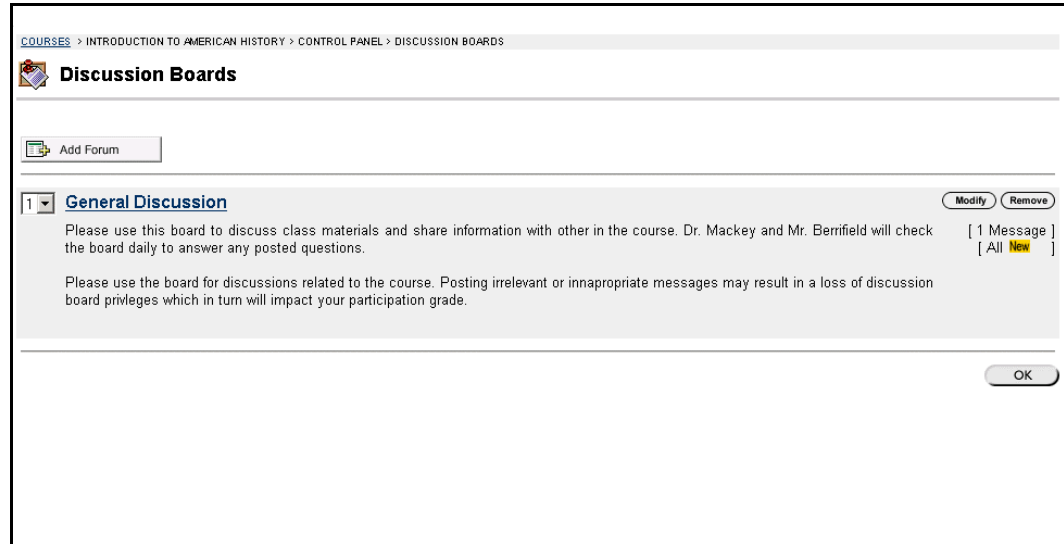 COURSES > INTRODUCTION TO AMERICAN HISTORY > CONTROL PANEL > DISCUSSION BOARDS
Discussion Boards
Add Forum
1 General Discussion Modify Remove
Please use this board to discuss class materials and share information with other in the course. Dr. Mackey and Mr. Berrifield will check [ 1 Message ]
the board daily to answer any posted questions. [ All New ]
Please use the board for discussions related to the course. Posting irrelevant or innapropriate messages may result in a loss of discussion
board privleges which in turn will impact your participation grade.
OK